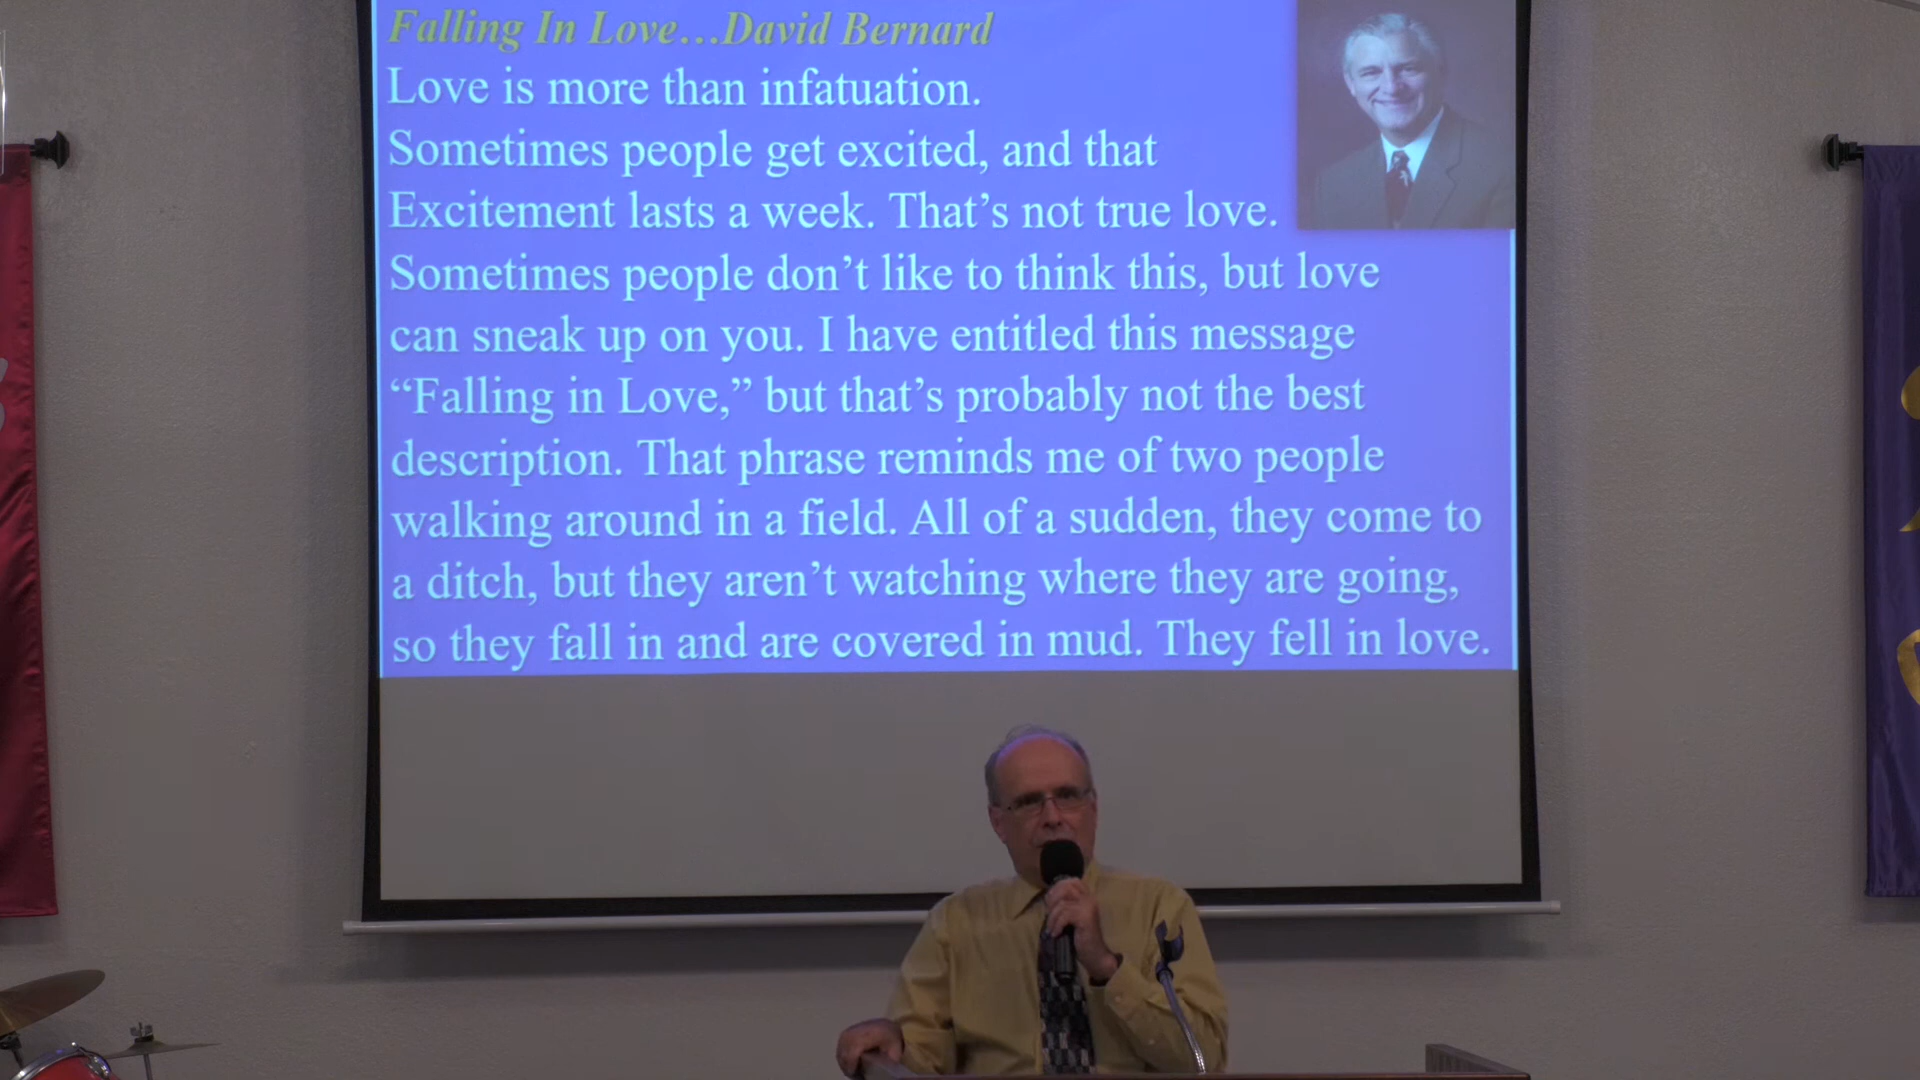 Falling In Love…David Bernard
Love is more than infatuation.
Sometimes people get excited, and that
Excitement lasts a week. That’s not true love.
Sometimes people don’t like to think this, but love
can sneak up on you. I have entitled this message
“Falling in Love,” but that’s probably not the best
description. That phrase reminds me of two people
walking around in a field. All of a sudden, they come to
a ditch, but they aren’t watching where they are going,
so they fall in and are covered in mud. They fell in love.